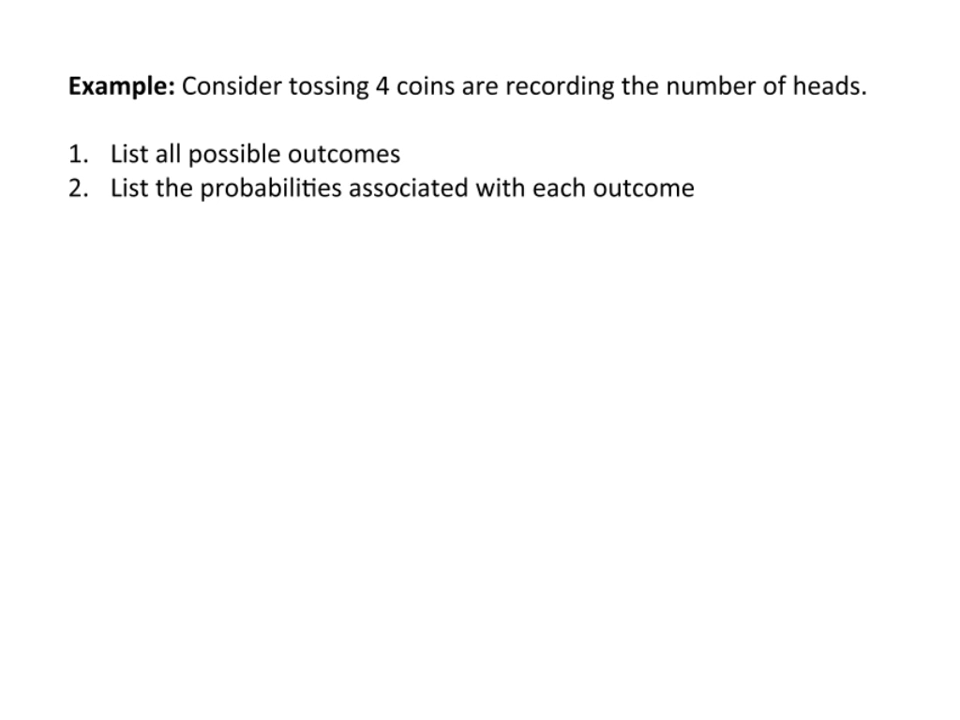 Example: Consider tossing 4 coins are recording the number of heads.
1. List all possible outcomes
2. List the probabilities associated with each outcome